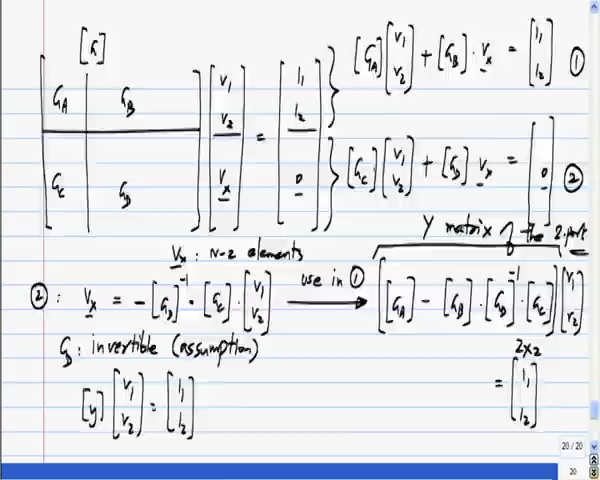 [G]
[G_A G_B; G_C G_D] [V_1; V_2; V_x] = [I_1; I_2; 0]
[G_A] [V_1; V_2] + [G_B] · V_x = [I_1; I_2] ①
[G_C] [V_1; V_2] + [G_D] V_x = [0] ②
V_x : N-2 elements
Y matrix of the 2-port
② : V_x = -[G_D]^-1 · [G_C] · [V_1; V_2] use in ① → [[G_A] - [G_B] · [G_D]^-1 · [G_C]] [V_1; V_2]
G_D : invertible (assumption)
2x2
[y] [V_1; V_2] = [I_1; I_2]
= [I_1; I_2]
20 / 20
20